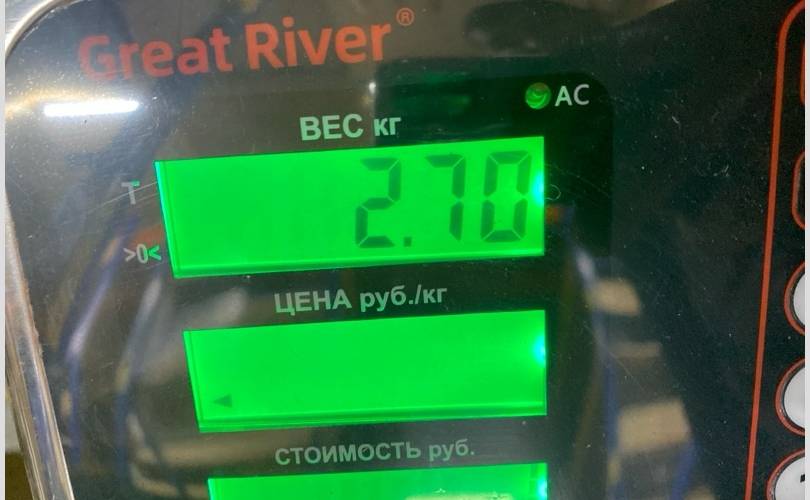 Great River®
AC
ВЕС кг
T
2.70
>0<
ЦЕНА руб./кг
СТОИМОСТЬ руб.